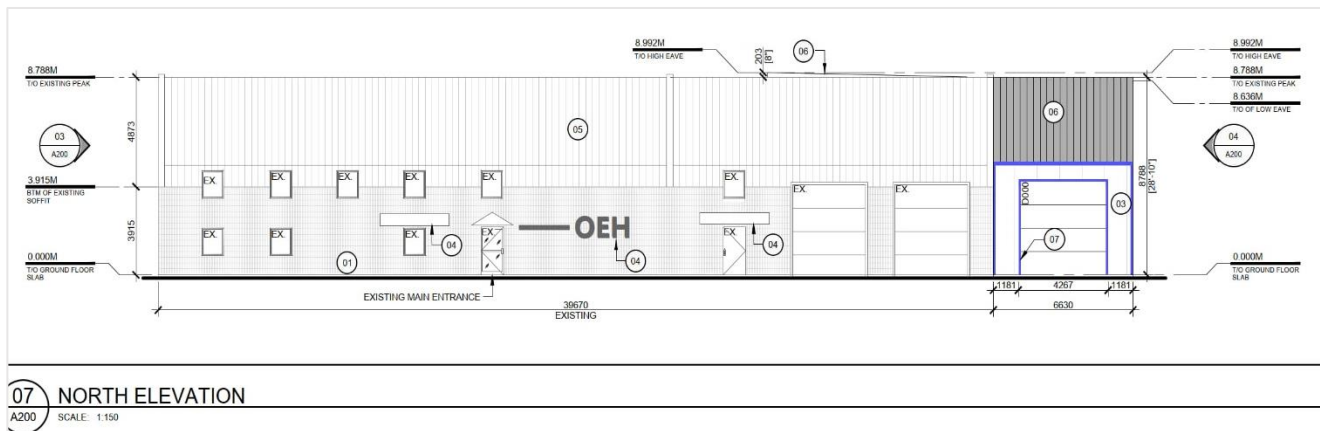 8.992M
T/O HIGH EAVE
203
[8"]
06
8.992M
T/O HIGH EAVE
8.788M
T/O EXISTING PEAK
8.788M
T/O EXISTING PEAK
8.636M
T/O OF LOW EAVE
06
05
4873
03
A200
04
A200
3.915M
BTM OF EXISTING
SOFFIT
EX.
EX.
EX.
EX.
EX.
EX.
EX.
EX.
8788
[28'-10"]
D000
03
3915
EX.
EX.
EX.
EX.
EX.
OEH
04
04
04
01
07
0.000M
T/O GROUND FLOOR
SLAB
0.000M
T/O GROUND FLOOR
SLAB
EXISTING MAIN ENTRANCE
1181
4267
1181
39670
EXISTING
6630
07
A200
NORTH ELEVATION
SCALE: 1:150